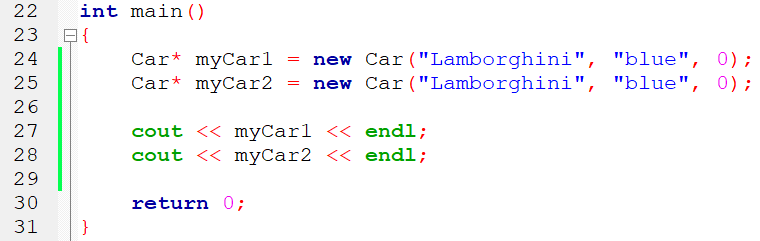 22 int main()
23 {
24     Car* myCar1 = new Car("Lamborghini", "blue", 0);
25     Car* myCar2 = new Car("Lamborghini", "blue", 0);
26
27     cout << myCar1 << endl;
28     cout << myCar2 << endl;
29
30     return 0;
31 }